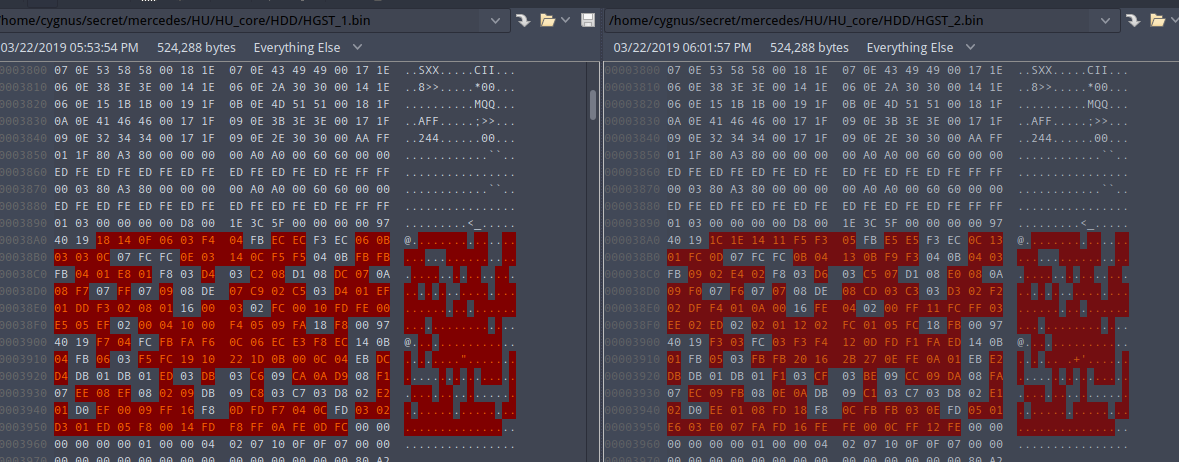 /home/cygnus/secret/mercedes/HU/HU_core/HDD/HGST_1.bin
03/22/2019 05:53:54 PM 524,288 bytes Everything Else
00003800 07 0E 53 58 58 00 18 1E 07 0E 43 49 49 00 17 1E ..SXX.....CII...
00003810 06 0E 38 3E 3E 00 14 1E 06 0E 2A 30 30 00 14 1E ..8>>.....*00...
00003820 06 0E 15 1B 1B 00 19 1F 0B 0E 4D 51 51 00 18 1F ..........MQQ...
00003830 0A 0E 41 46 46 00 17 1F 09 0E 3B 3E 3E 00 17 1F ..AFF.....;>>...
00003840 09 0E 32 34 34 00 17 1F 09 0E 2E 30 30 00 AA FF ..244......00...
00003850 01 1F 80 A3 80 00 00 00 00 A0 A0 00 60 60 00 00 ............``..
00003860 ED FE ED FE ED FE ED FE ED FE ED FE ED FE FF FF ................
00003870 00 03 80 A3 80 00 00 00 00 A0 A0 00 60 60 00 00 ............``..
00003880 ED FE ED FE ED FE ED FE ED FE ED FE ED FE FF FF ................
00003890 01 03 00 00 00 00 D8 00 1E 3C 5F 00 00 00 00 97 .........<_.....
000038A0 40 19 18 14 0F 06 03 F4 04 FB EC EC F3 EC 06 0B @...............
000038B0 03 03 0C 07 FC FC 0E 03 14 0C F5 F5 04 0B FB FB ................
000038C0 FB 04 01 E8 01 F8 03 D4 03 C2 08 D1 08 DC 07 0A ................
000038D0 08 F7 07 FF 07 09 08 DE 07 C9 02 C5 03 D4 01 EF ................
000038E0 01 DD F3 02 08 01 16 00 03 02 FC 00 10 FD FE 00 ................
000038F0 E5 05 EF 02 00 04 10 00 F4 05 09 FA 18 F8 00 97 ................
00003900 40 19 F7 04 FC FB FA F6 0C 06 EC E3 F8 EC 14 0B @...............
00003910 04 FB 06 03 F5 FC 19 10 22 1D 0B 00 0C 04 EB DC ........".......
00003920 D4 DB 01 DB 01 ED 03 DB 03 C6 09 CA 0A D9 08 F1 ................
00003930 07 EE 08 EF 08 02 09 DB 09 C8 03 C7 03 D8 02 E2 ................
00003940 01 D0 EF 00 09 FF 16 F8 0D FD F7 04 0C FD 03 02 ................
00003950 D3 01 ED 05 F8 00 14 FD F8 FF 0A FE 0D FC 00 00 ................
00003960 00 00 00 00 01 00 00 04 02 07 10 0F 0F 07 00 00 ................
/home/cygnus/secret/mercedes/HU/HU_core/HDD/HGST_2.bin
03/22/2019 06:01:57 PM 524,288 bytes Everything Else
00003800 07 0E 53 58 58 00 18 1E 07 0E 43 49 49 00 17 1E ..SXX.....CII...
00003810 06 0E 38 3E 3E 00 14 1E 06 0E 2A 30 30 00 14 1E ..8>>.....*00...
00003820 06 0E 15 1B 1B 00 19 1F 0B 0E 4D 51 51 00 18 1F ..........MQQ...
00003830 0A 0E 41 46 46 00 17 1F 09 0E 3B 3E 3E 00 17 1F ..AFF.....;>>...
00003840 09 0E 32 34 34 00 17 1F 09 0E 2E 30 30 00 AA FF ..244......00...
00003850 01 1F 80 A3 80 00 00 00 00 A0 A0 00 60 60 00 00 ............``..
00003860 ED FE ED FE ED FE ED FE ED FE ED FE ED FE FF FF ................
00003870 00 03 80 A3 80 00 00 00 00 A0 A0 00 60 60 00 00 ............``..
00003880 ED FE ED FE ED FE ED FE ED FE ED FE ED FE FF FF ................
00003890 01 03 00 00 00 00 D8 00 1E 3C 5F 00 00 00 00 97 .........<_.....
000038A0 40 19 1C 1E 14 11 F5 F3 05 FB E5 E5 F3 EC 0C 13 @...............
000038B0 01 FC 0D 07 FC FC 0B 04 13 0B F9 F3 04 0B 04 03 ................
000038C0 FB 09 02 E4 02 F8 03 D6 03 C5 07 D1 08 E0 08 0A ................
000038D0 09 F0 07 F6 07 07 08 DE 08 CD 03 C3 03 D3 02 F2 ................
000038E0 02 DF F4 01 0A 00 16 FE 04 02 00 FF 11 FC FF 03 ................
000038F0 EE 02 ED 02 02 01 12 02 FC 01 05 FC 18 FB 00 97 ................
00003900 40 19 F3 03 FC 03 F3 F4 12 0D FD F1 FA ED 14 0B @...............
00003910 01 FB 05 03 FB FB 20 16 2B 27 0E FE 0A 01 EB E2 ...... .+'......
00003920 DB DB 01 DB 01 F3 03 CF 03 BE 09 CC 09 DA 08 FA ................
00003930 07 EC 09 FB 08 0E 0A DB 09 C1 03 C7 03 D8 02 E1 ................
00003940 02 D0 EE 01 08 FD 18 F8 0C FB FB 03 0E FD 05 01 ................
00003950 E6 03 E0 07 FA FD 16 FE FE 00 0C FF 12 FE 00 00 ................
00003960 00 00 00 00 01 00 00 04 02 07 10 0F 0F 07 00 00 ................